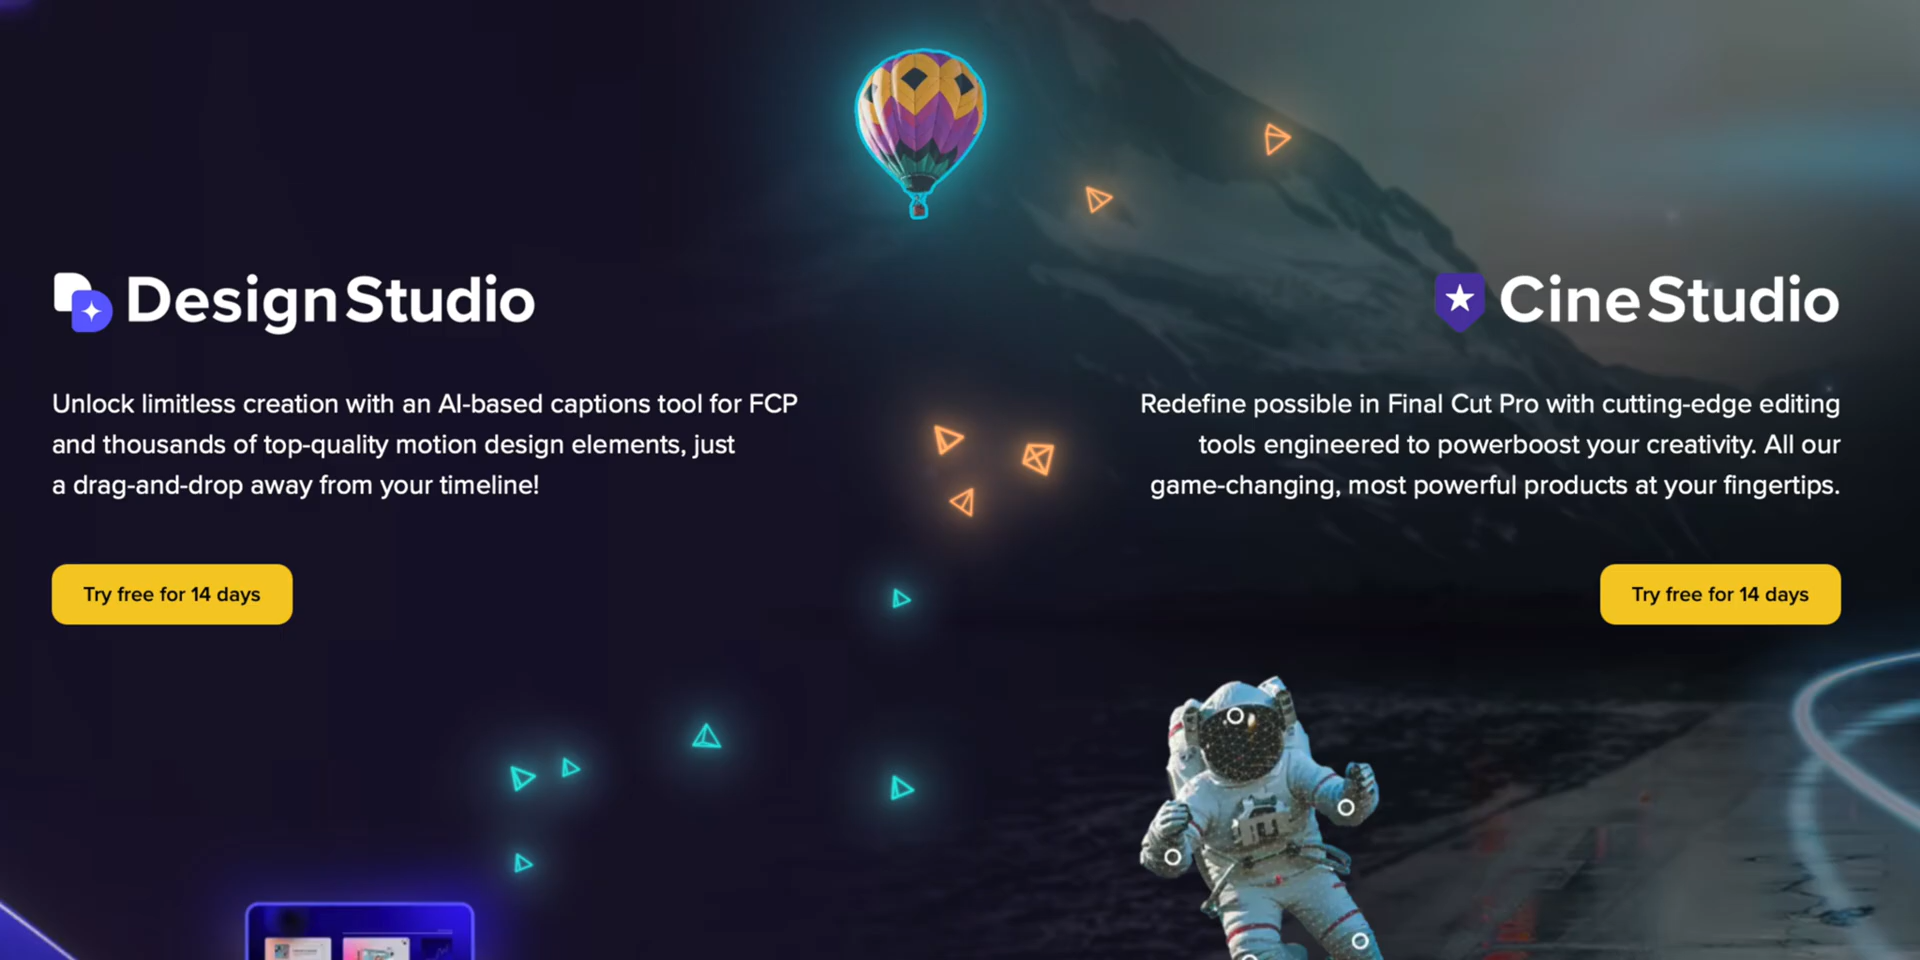 Design Studio
Unlock limitless creation with an AI-based captions tool for FCP
and thousands of top-quality motion design elements, just
a drag-and-drop away from your timeline!
Try free for 14 days
Cine Studio
Redefine possible in Final Cut Pro with cutting-edge editing
tools engineered to powerboost your creativity. All our
game-changing, most powerful products at your fingertips.
Try free for 14 days